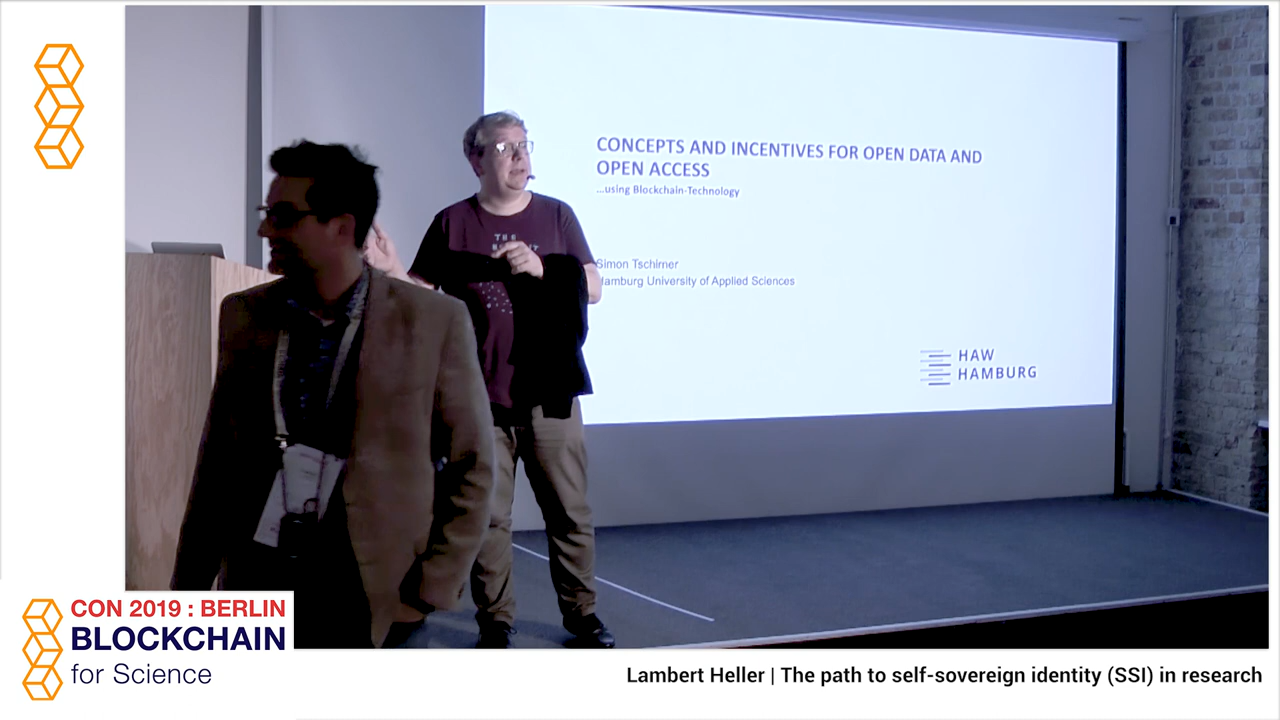 CONCEPTS AND INCENTIVES FOR OPEN DATA AND
OPEN ACCESS
...using Blockchain-Technology
Simon Tschirner
Hamburg University of Applied Sciences
HAW
HAMBURG
CON 2019 : BERLIN
BLOCKCHAIN
for Science
Lambert Heller | The path to self-sovereign identity (SSI) in research